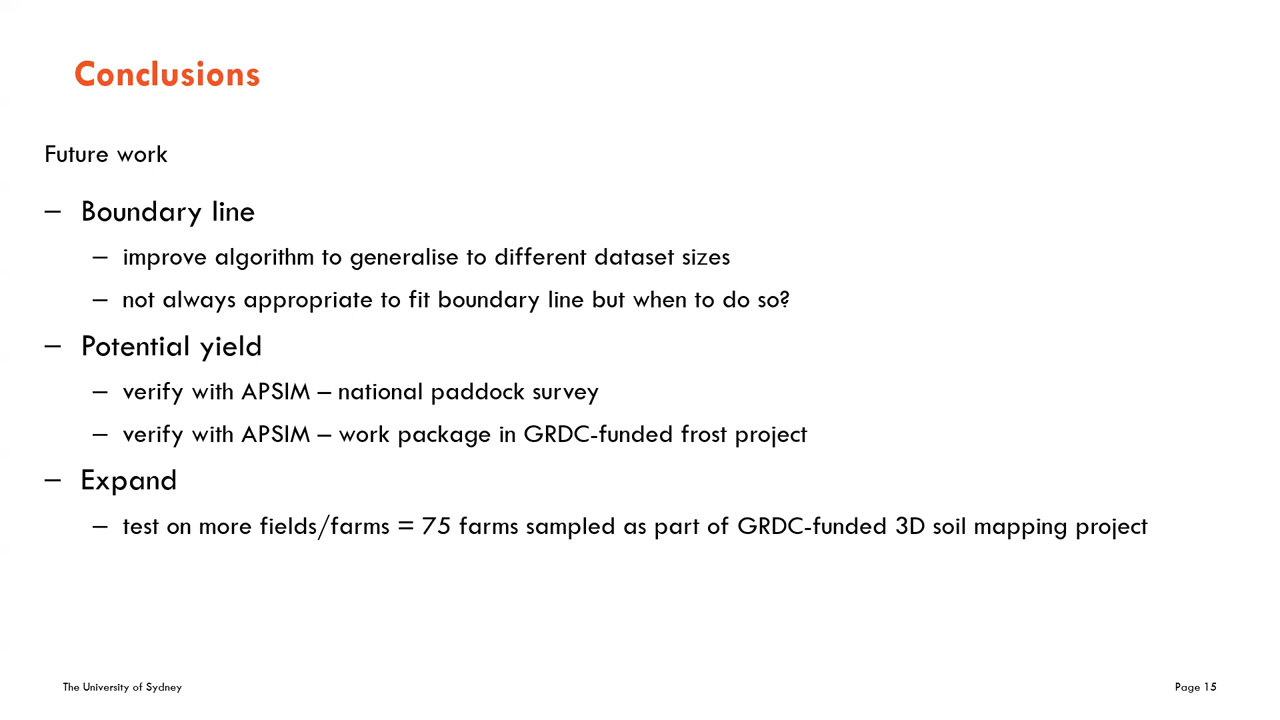 Conclusions
Future work
– Boundary line
– improve algorithm to generalise to different dataset sizes
– not always appropriate to fit boundary line but when to do so?
– Potential yield
– verify with APSIM – national paddock survey
– verify with APSIM – work package in GRDC-funded frost project
– Expand
– test on more fields/farms = 75 farms sampled as part of GRDC-funded 3D soil mapping project
The University of Sydney
Page 15